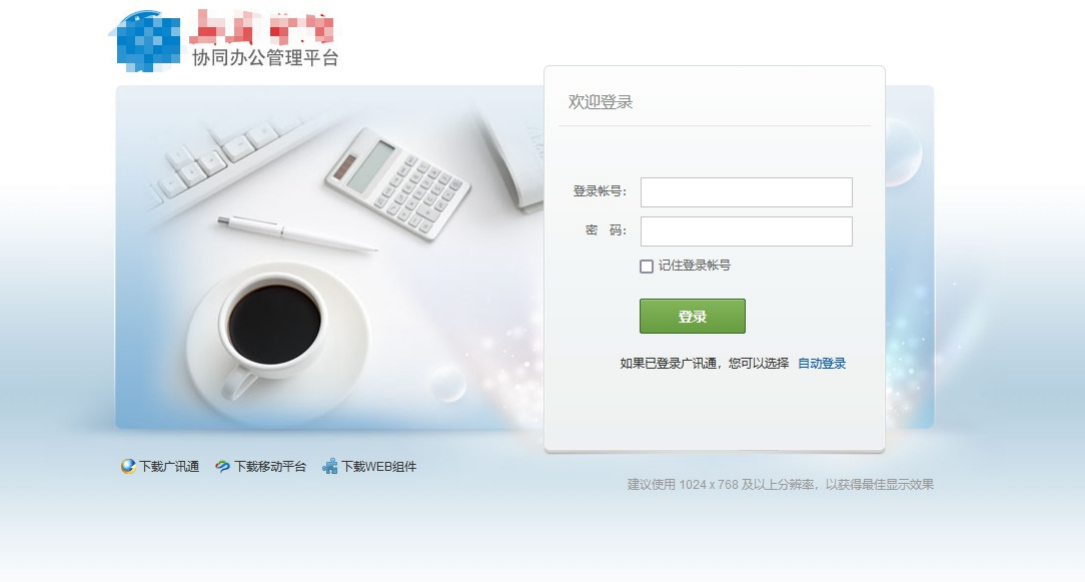 协同办公管理平台
欢迎登录
登录帐号：
密 码：
记住登录帐号
登录
如果已登录广讯通，您可以选择 自动登录
下载广讯通 下载移动平台 下载WEB组件
建议使用 1024 x 768 及以上分辨率，以获得最佳显示效果